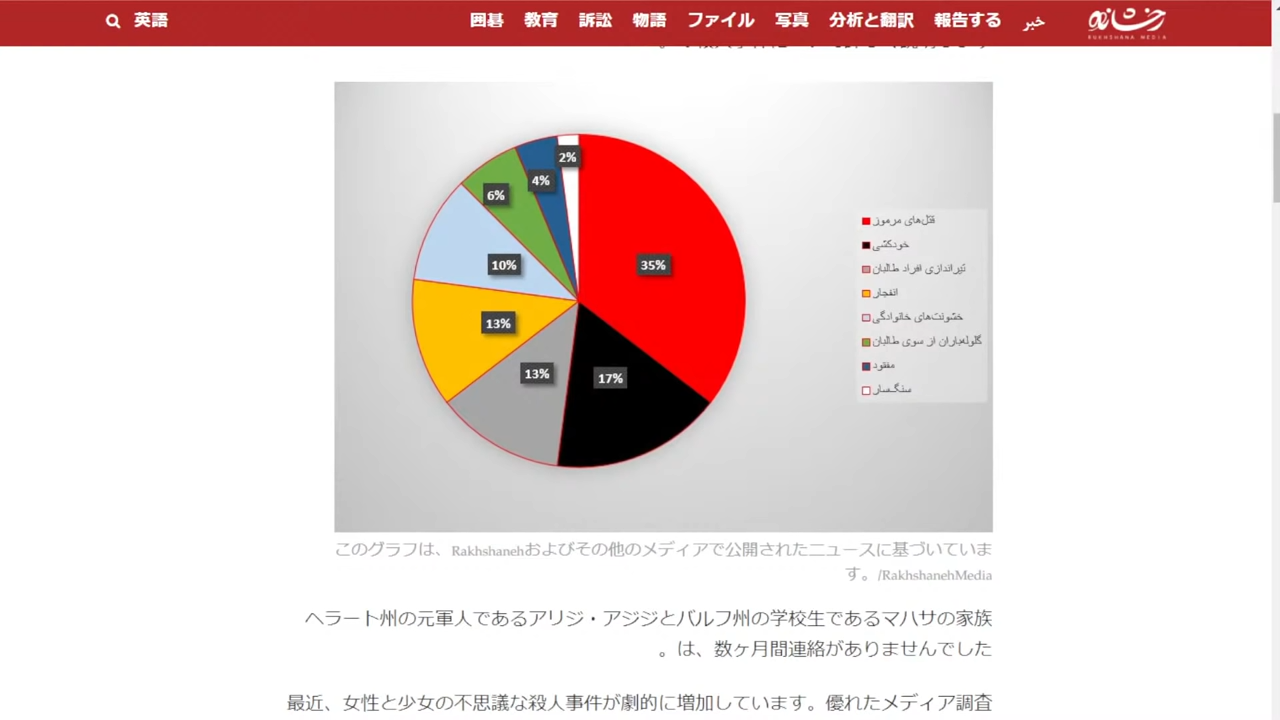 英語
囲碁 教育 訴訟 物語 ファイル 写真 分析と翻訳 報告する خبر رخشانه
RUKHSHANA MEDIA
2%
4%
6%
10%
35%
13%
13%
17%
قتل‌های مرموز
خودکشی
تیراندازی افراد طالبان
انفجار
خشونت‌های خانوادگی
گلوله‌باران از سوی طالبان
مفقود
سنگسار
このグラフは、Rakhshanehおよびその他のメディアで公開されたニュースに基づいていま
す。/RakhshanehMedia
ヘラート州の元軍人であるアリジ・アジジとバルフ州の学校生であるマハサの家族
。は、数ヶ月間連絡がありませんでした
最近、女性と少女の不思議な殺人事件が劇的に増加しています。優れたメディア調査